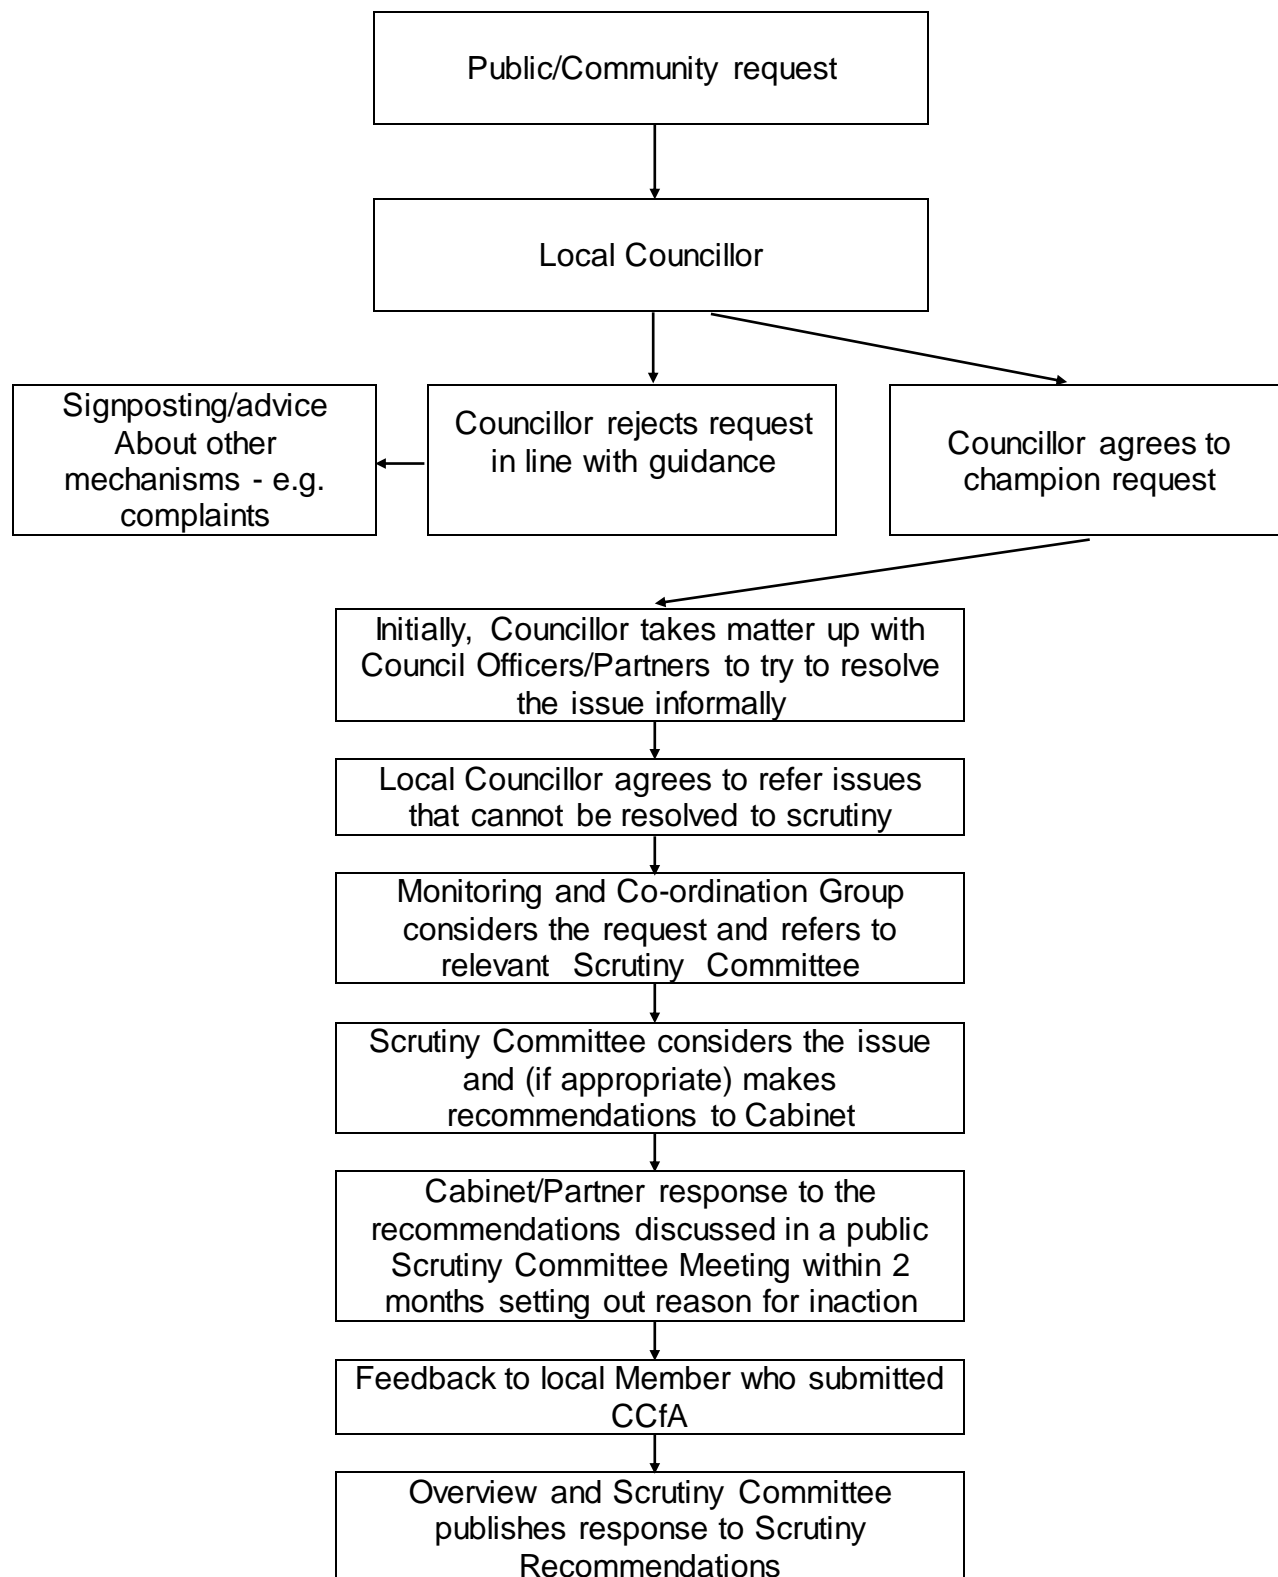 Public/Community request
Local Councillor
Signposting/advice
About other
mechanisms - e.g.
complaints
Councillor rejects request
in line with guidance
Councillor agrees to
champion request
Initially, Councillor takes matter up with
Council Officers/Partners to try to resolve
the issue informally
Local Councillor agrees to refer issues
that cannot be resolved to scrutiny
Monitoring and Co-ordination Group
considers the request and refers to
relevant Scrutiny Committee
Scrutiny Committee considers the issue
and (if appropriate) makes
recommendations to Cabinet
Cabinet/Partner response to the
recommendations discussed in a public
Scrutiny Committee Meeting within 2
months setting out reason for inaction
Feedback to local Member who submitted
CCfA
Overview and Scrutiny Committee
publishes response to Scrutiny
Recommendations